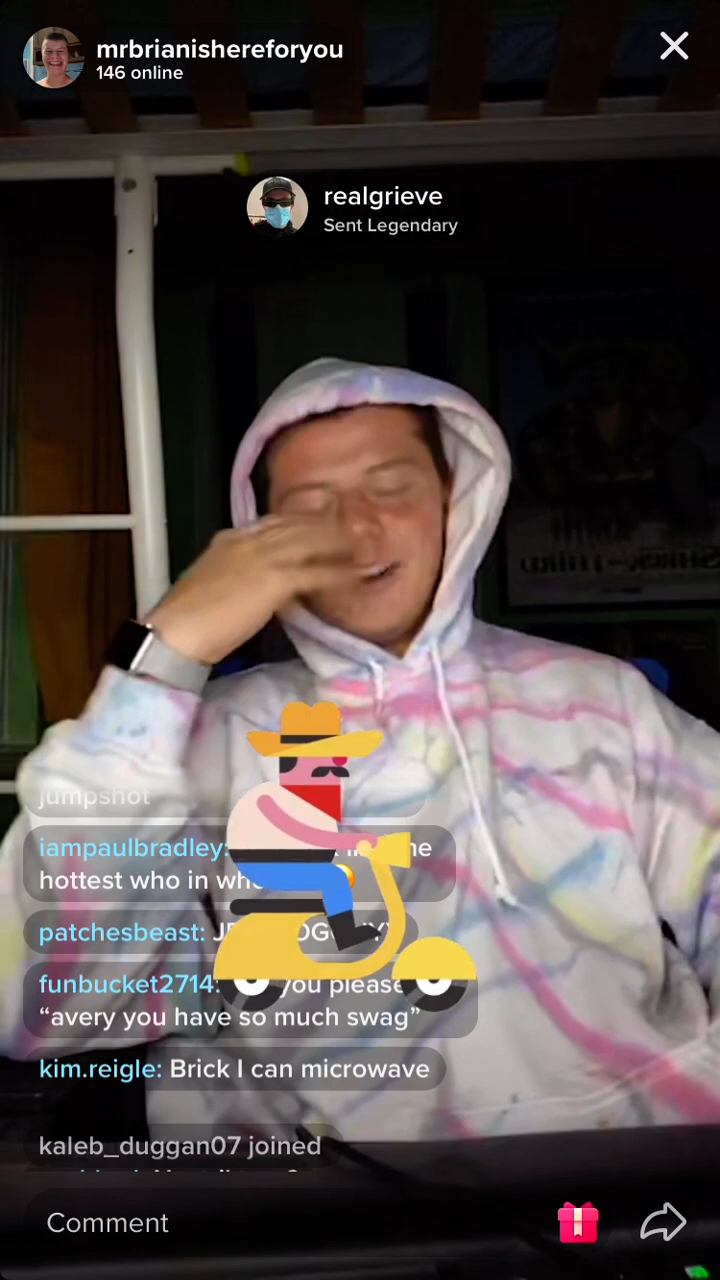 mrbrianishereforyou
146 online
realgrieve
Sent Legendary
jumpshot
iampaulbradley:
hottest who in
patchesbeast:
funbucket2714: you please
“avery you have so much swag”
kim.reigle: Brick I can microwave
kaleb_duggan07 joined
Comment